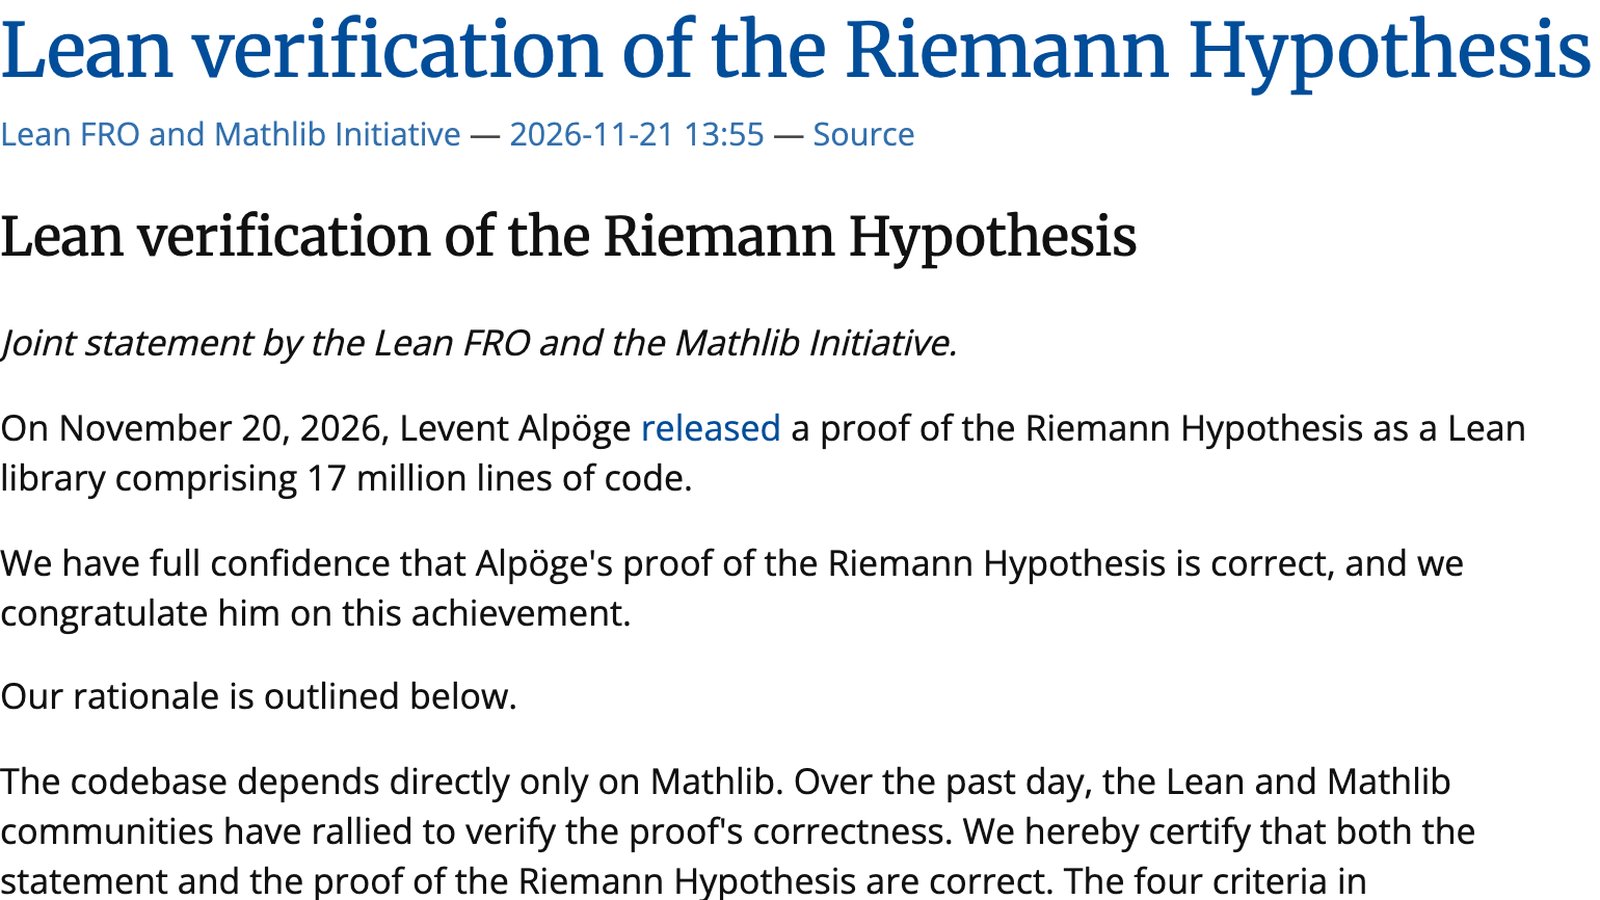 Lean verification of the Riemann Hypothesis
Lean FRO and Mathlib Initiative — 2026-11-21 13:55 — Source
Lean verification of the Riemann Hypothesis
Joint statement by the Lean FRO and the Mathlib Initiative.
On November 20, 2026, Levent Alpöge released a proof of the Riemann Hypothesis as a Lean
library comprising 17 million lines of code.
We have full confidence that Alpöge's proof of the Riemann Hypothesis is correct, and we
congratulate him on this achievement.
Our rationale is outlined below.
The codebase depends directly only on Mathlib. Over the past day, the Lean and Mathlib
communities have rallied to verify the proof's correctness. We hereby certify that both the
statement and the proof of the Riemann Hypothesis are correct. The four criteria in